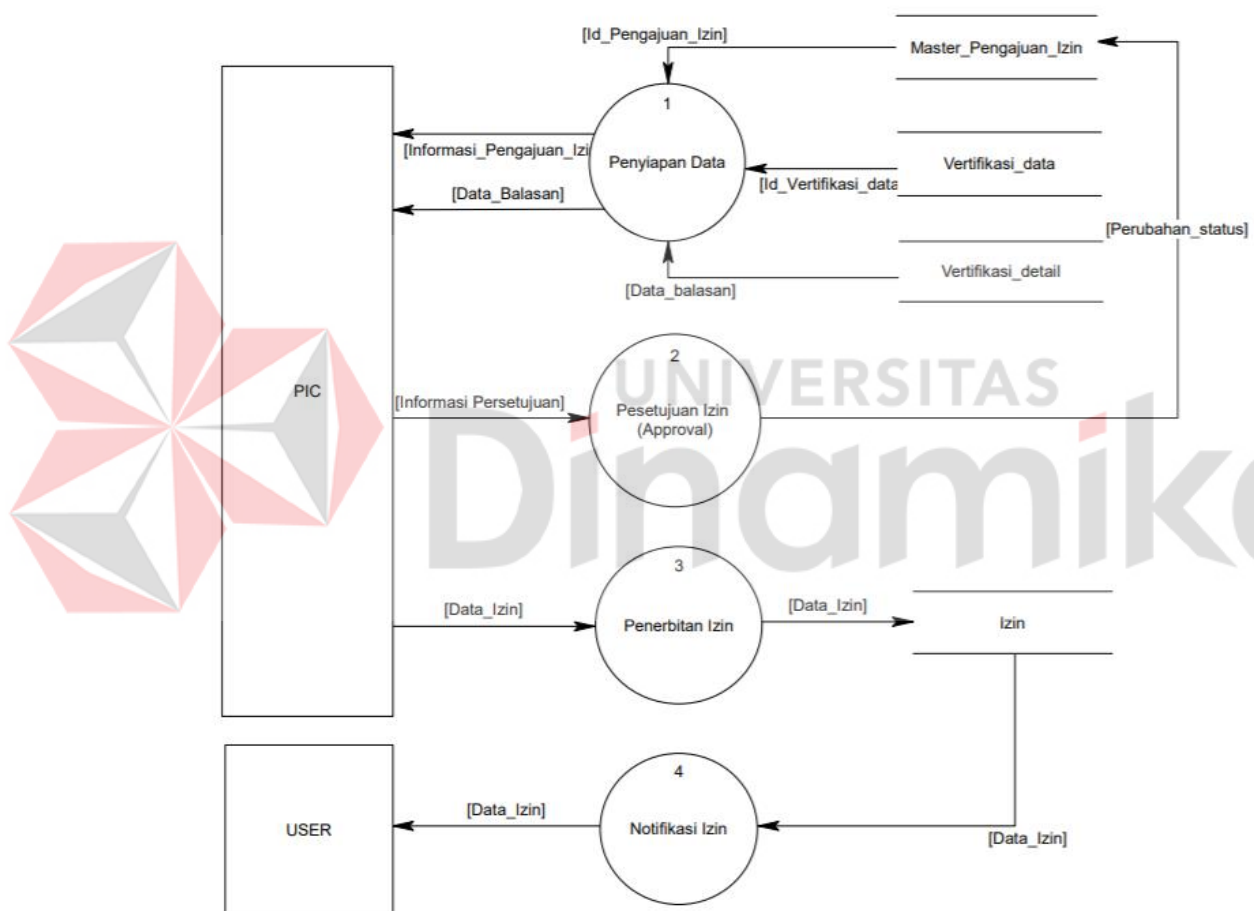 [Id_Pengajuan_Izin]
Master_Pengajuan_Izin
1
Penyiapan Data
[Informasi_Pengajuan_Izi
[Id_Vertifikasi_data
Vertifikasi_data
[Data_Balasan]
[Perubahan_status]
Vertifikasi_detail
[Data_balasan]
PIC
[Informasi Persetujuan]
2
Pesetujuan Izin
(Approval)
UNIVERSITAS
Dinamika
3
Penerbitan Izin
[Data_Izin]
[Data_Izin]
Izin
4
Notifikasi Izin
[Data_Izin]
USER
[Data_Izin]